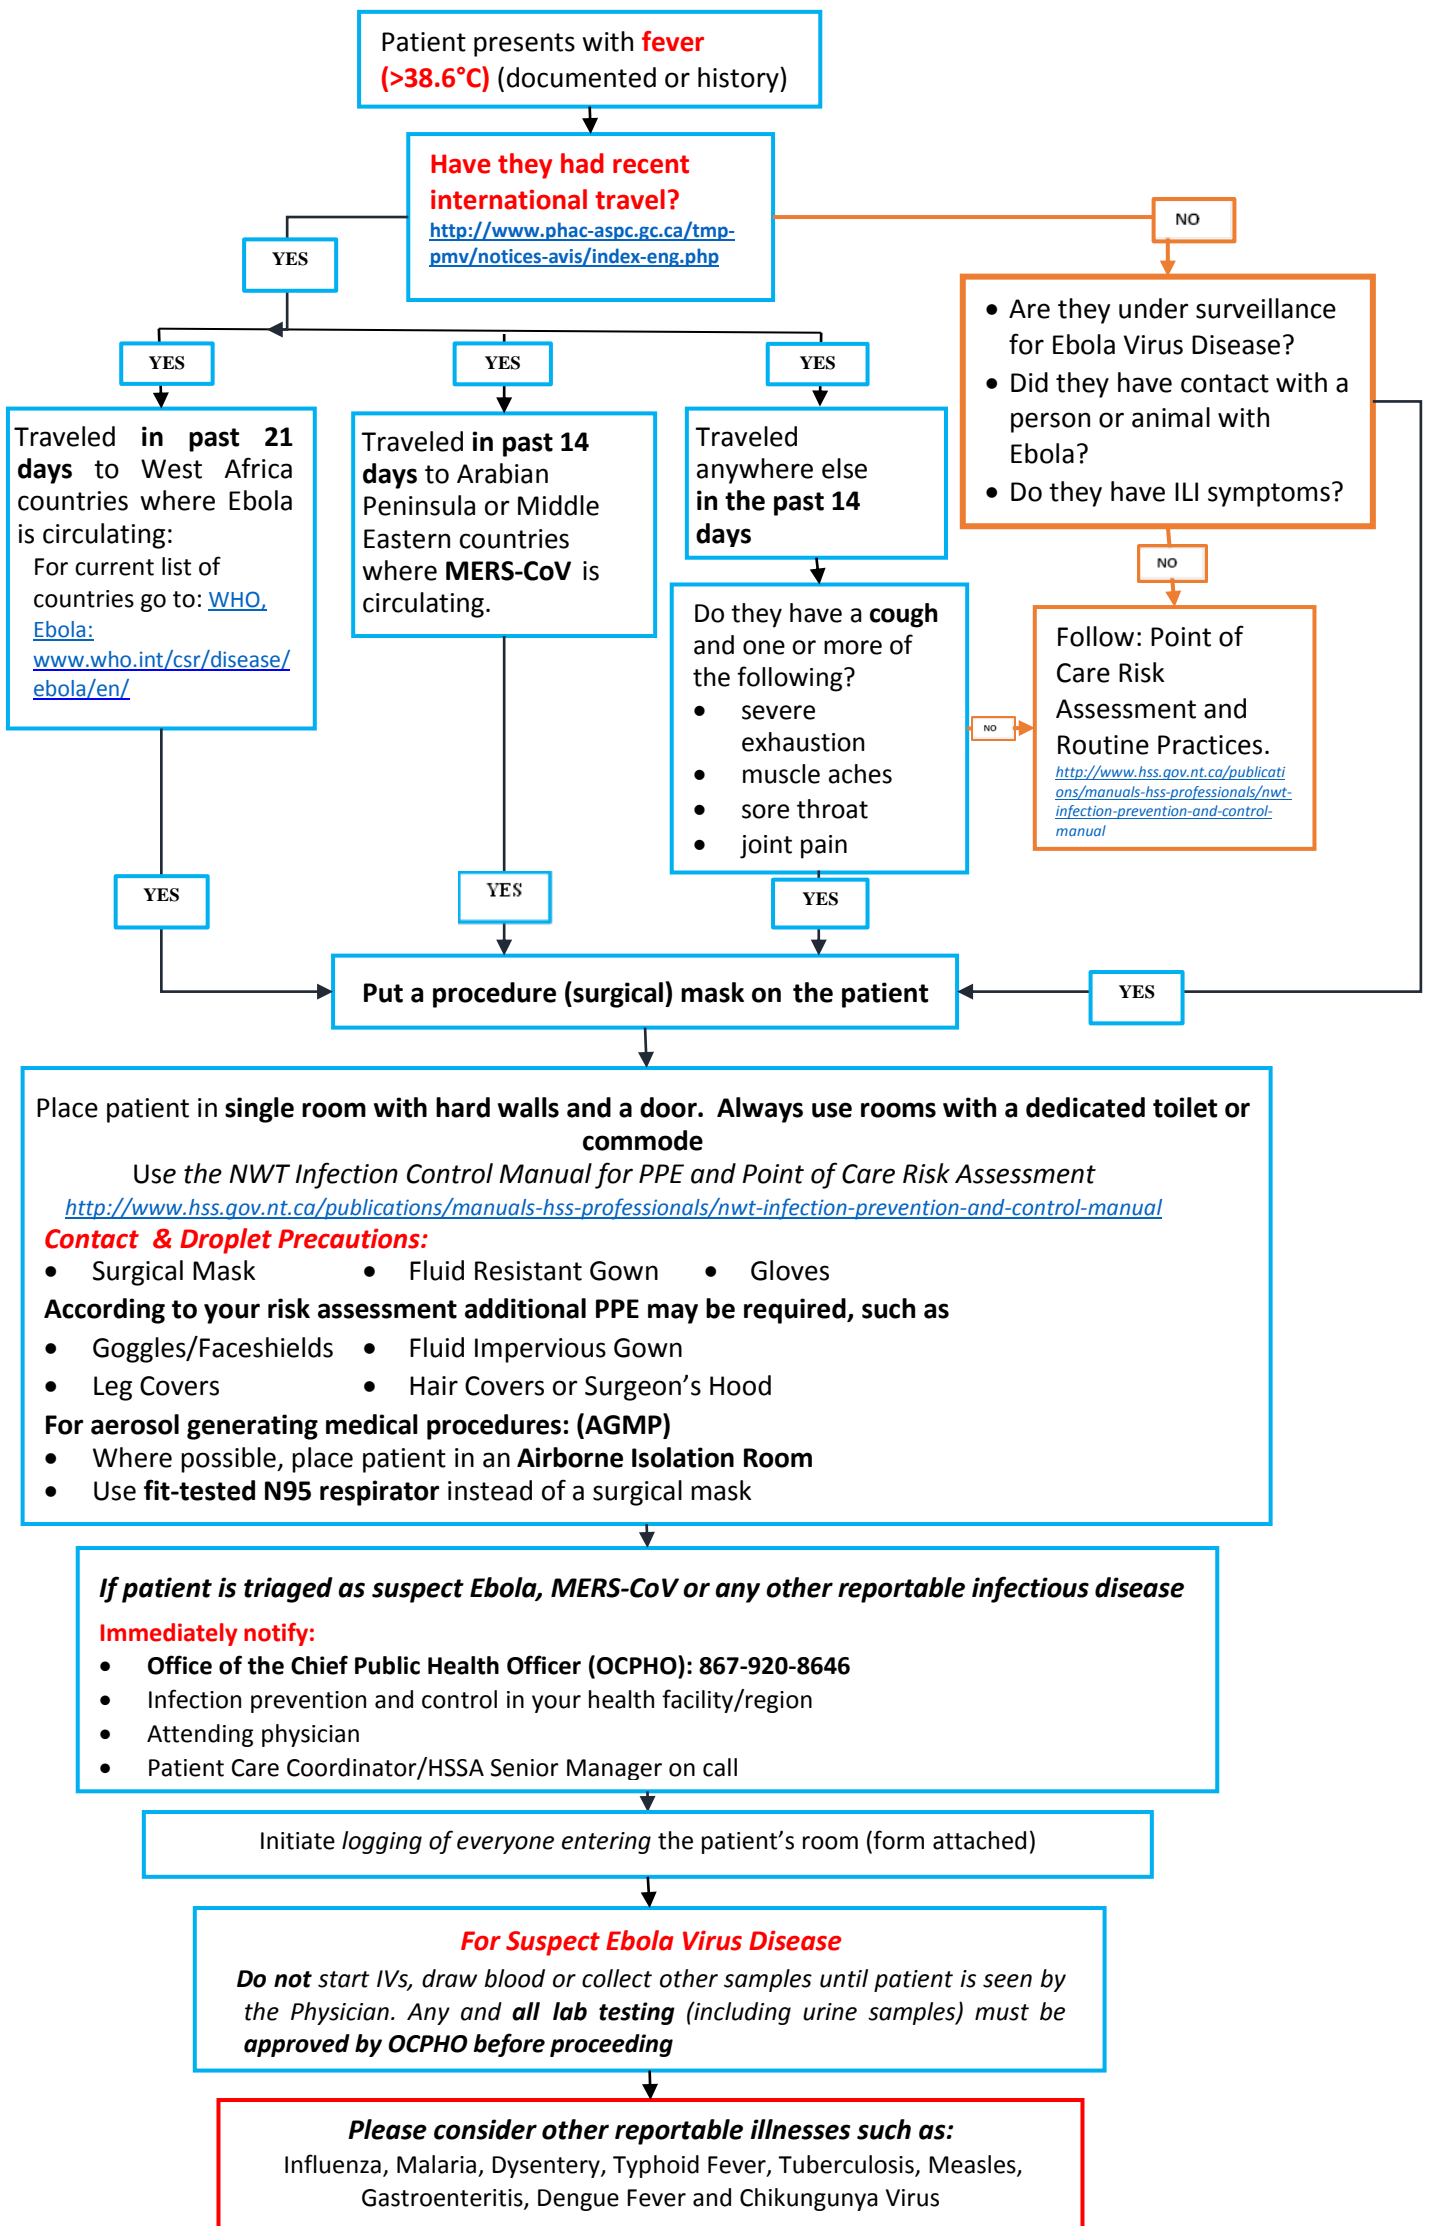 Patient presents with fever
(>38.6°C) (documented or history)
Have they had recent
international travel?
http://www.phac-aspc.gc.ca/tmp-
pmv/notices-avis/index-eng.php
NO
YES
• Are they under surveillance
for Ebola Virus Disease?
• Did they have contact with a
person or animal with
Ebola?
• Do they have ILI symptoms?
YES
YES
YES
Traveled in past 21
days to West Africa
countries where Ebola
is circulating:
For current list of
countries go to: WHO,
Ebola:
www.who.int/csr/disease/
ebola/en/
Traveled in past 14
days to Arabian
Peninsula or Middle
Eastern countries
where MERS-CoV is
circulating.
Traveled
anywhere else
in the past 14
days
NO
Do they have a cough
and one or more of
the following?
• severe
exhaustion
• muscle aches
• sore throat
• joint pain
NO
Follow: Point of
Care Risk
Assessment and
Routine Practices.
http://www.hss.gov.nt.ca/publicati
ons/manuals-hss-professionals/nwt-
infection-prevention-and-control-
manual
YES
YES
YES
Put a procedure (surgical) mask on the patient
YES
Place patient in single room with hard walls and a door. Always use rooms with a dedicated toilet or
commode
Use the NWT Infection Control Manual for PPE and Point of Care Risk Assessment
http://www.hss.gov.nt.ca/publications/manuals-hss-professionals/nwt-infection-prevention-and-control-manual
Contact & Droplet Precautions:
• Surgical Mask • Fluid Resistant Gown • Gloves
According to your risk assessment additional PPE may be required, such as
• Goggles/Faceshields • Fluid Impervious Gown
• Leg Covers • Hair Covers or Surgeon's Hood
For aerosol generating medical procedures: (AGMP)
• Where possible, place patient in an Airborne Isolation Room
• Use fit-tested N95 respirator instead of a surgical mask
If patient is triaged as suspect Ebola, MERS-CoV or any other reportable infectious disease
Immediately notify:
• Office of the Chief Public Health Officer (OCPHO): 867-920-8646
• Infection prevention and control in your health facility/region
• Attending physician
• Patient Care Coordinator/HSSA Senior Manager on call
Initiate logging of everyone entering the patient's room (form attached)
For Suspect Ebola Virus Disease
Do not start IVs, draw blood or collect other samples until patient is seen by
the Physician. Any and all lab testing (including urine samples) must be
approved by OCPHO before proceeding
Please consider other reportable illnesses such as:
Influenza, Malaria, Dysentery, Typhoid Fever, Tuberculosis, Measles,
Gastroenteritis, Dengue Fever and Chikungunya Virus